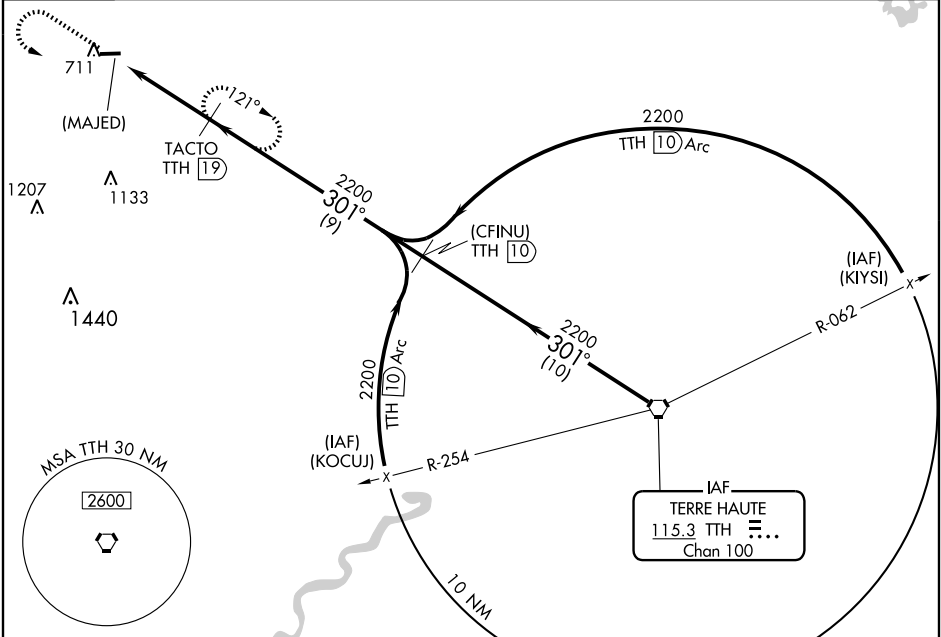 711
(MAJED)
121°
TACTO
TTH 19
2200
TTH 10 Arc
1207
1133
2200
301°
(9)
(CFINU)
TTH 10
(IAF)
(KIYSI)
1440
R-062
2200
301°
(10)
2200
TTH 10 Arc
(IAF)
(KOCUJ)
R-254
MSA TTH 30 NM
2600
IAF
TERRE HAUTE
115.3 TTH
Chan 100
10 NM